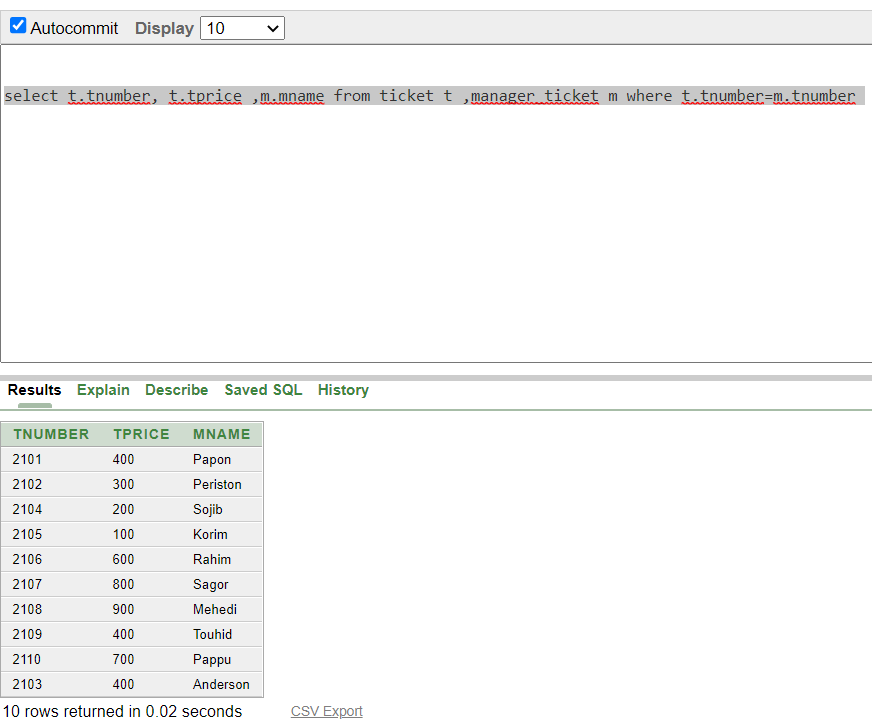 Autocommit Display 10
select t.tnumber, t.tprice ,m.mname from ticket t ,manager_ticket m where t.tnumber=m.tnumber
Results Explain Describe Saved SQL History
TNUMBER TPRICE MNAME
2101 400 Papon
2102 300 Periston
2104 200 Sojib
2105 100 Korim
2106 600 Rahim
2107 800 Sagor
2108 900 Mehedi
2109 400 Touhid
2110 700 Pappu
2103 400 Anderson
10 rows returned in 0.02 seconds CSV Export